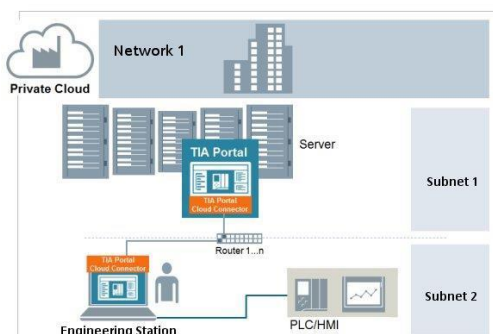 Network 1
Private Cloud
Server
TIA Portal
TIA Portal
Cloud Connector
Subnet 1
Router 1...n
TIA Portal
Cloud Connector
Subnet 2
PLC/HMI
Engineering Station